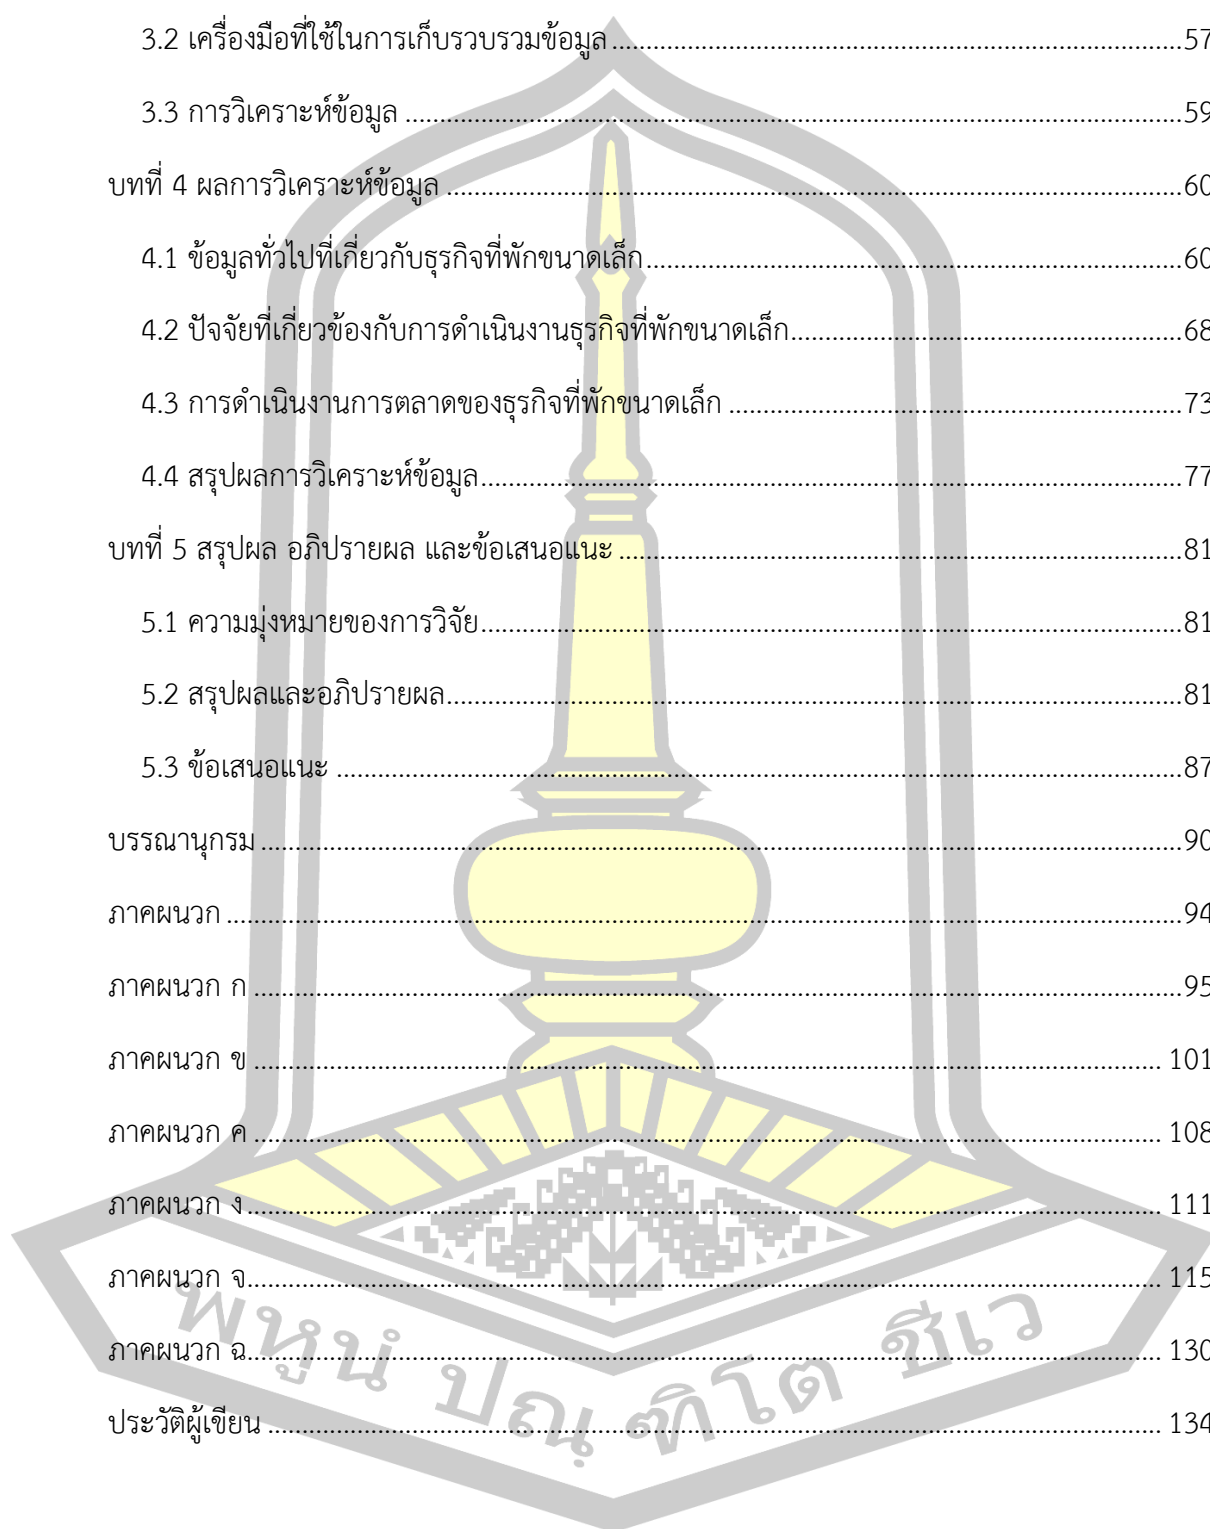 3.2 เครื่องมือที่ใช้ในการเก็บรวบรวมข้อมูล ........ 57
3.3 การวิเคราะห์ข้อมูล ........ 59
บทที่ 4 ผลการวิเคราะห์ข้อมูล ........ 60
4.1 ข้อมูลทั่วไปที่เกี่ยวกับธุรกิจที่พักขนาดเล็ก ........ 60
4.2 ปัจจัยที่เกี่ยวข้องกับการดำเนินงานธุรกิจที่พักขนาดเล็ก ........ 68
4.3 การดำเนินงานการตลาดของธุรกิจที่พักขนาดเล็ก ........ 73
4.4 สรุปผลการวิเคราะห์ข้อมูล ........ 77
บทที่ 5 สรุปผล อภิปรายผล และข้อเสนอแนะ ........ 81
5.1 ความมุ่งหมายของการวิจัย ........ 81
5.2 สรุปผลและอภิปรายผล ........ 81
5.3 ข้อเสนอแนะ ........ 87
บรรณานุกรม ........ 90
ภาคผนวก ........ 94
ภาคผนวก ก ........ 95
ภาคผนวก ข ........ 101
ภาคผนวก ค ........ 108
ภาคผนวก ง ........ 111
ภาคผนวก จ ........ 115
ภาคผนวก ฉ ........ 130
ประวัติผู้เขียน ........ 134
พหูนํ ปณฺฑิโต ชีเว